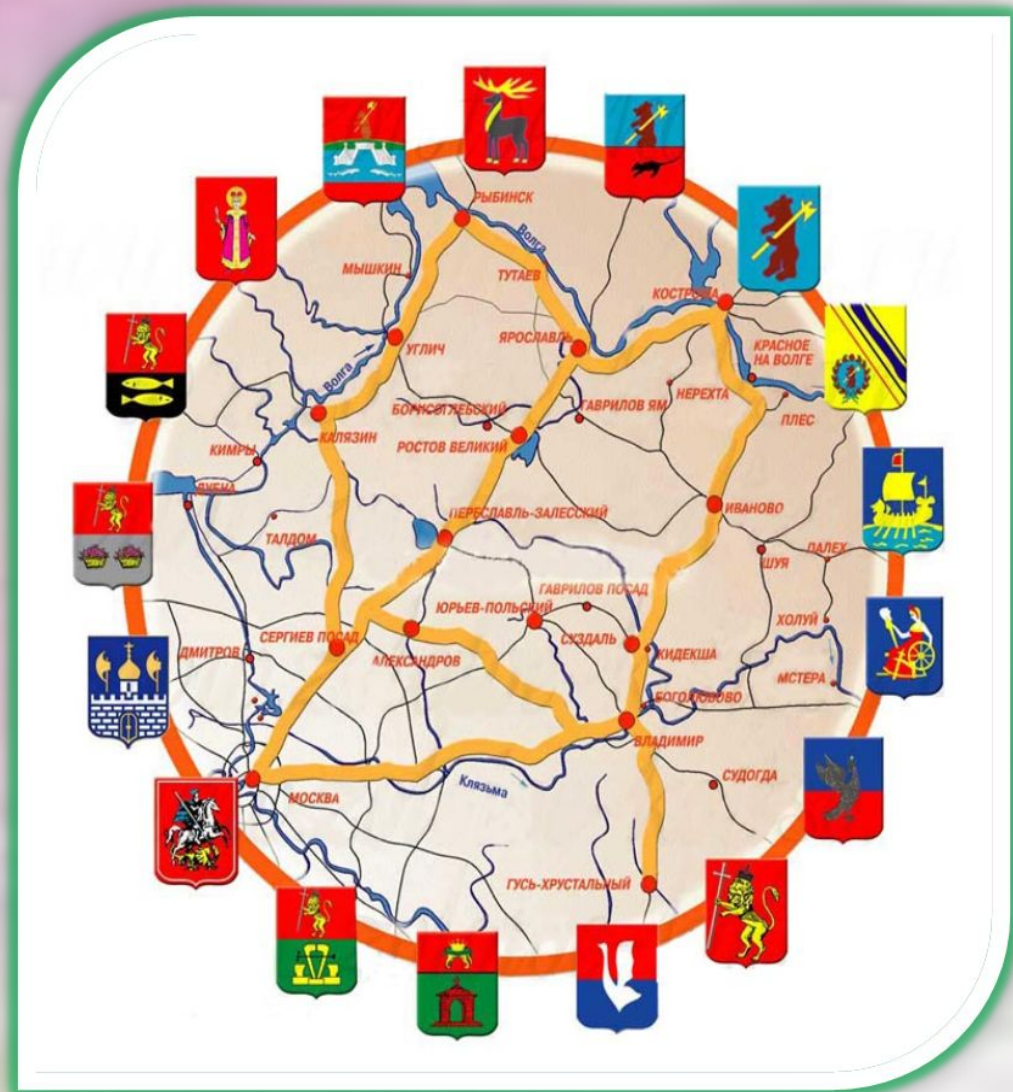 РЫБИНСК
Волга
МЫШКИН
ТУТАЕВ
КОСТРОМА
УГЛИЧ
ЯРОСЛАВЛЬ
КРАСНОЕ
НА ВОЛГЕ
Волга
НЕРЕХТА
БОРИСОГЛЕБСКИЙ
ГАВРИЛОВ ЯМ
ПЛЕС
КАЛЯЗИН
РОСТОВ ВЕЛИКИЙ
КИМРЫ
ДУБНА
ПЕРЕСЛАВЛЬ-ЗАЛЕССКИЙ
ИВАНОВО
ТАЛДОМ
ШУЯ
ПАЛЕХ
ГАВРИЛОВ ПОСАД
ЮРЬЕВ-ПОЛЬСКИЙ
ХОЛУЙ
СЕРГИЕВ ПОСАД
СУЗДАЛЬ
ДМИТРОВ
АЛЕКСАНДРОВ
КИДЕКША
МСТЕРА
БОГОЛЮБОВО
ВЛАДИМИР
СУДОГДА
Клязьма
МОСКВА
ГУСЬ-ХРУСТАЛЬНЫЙ